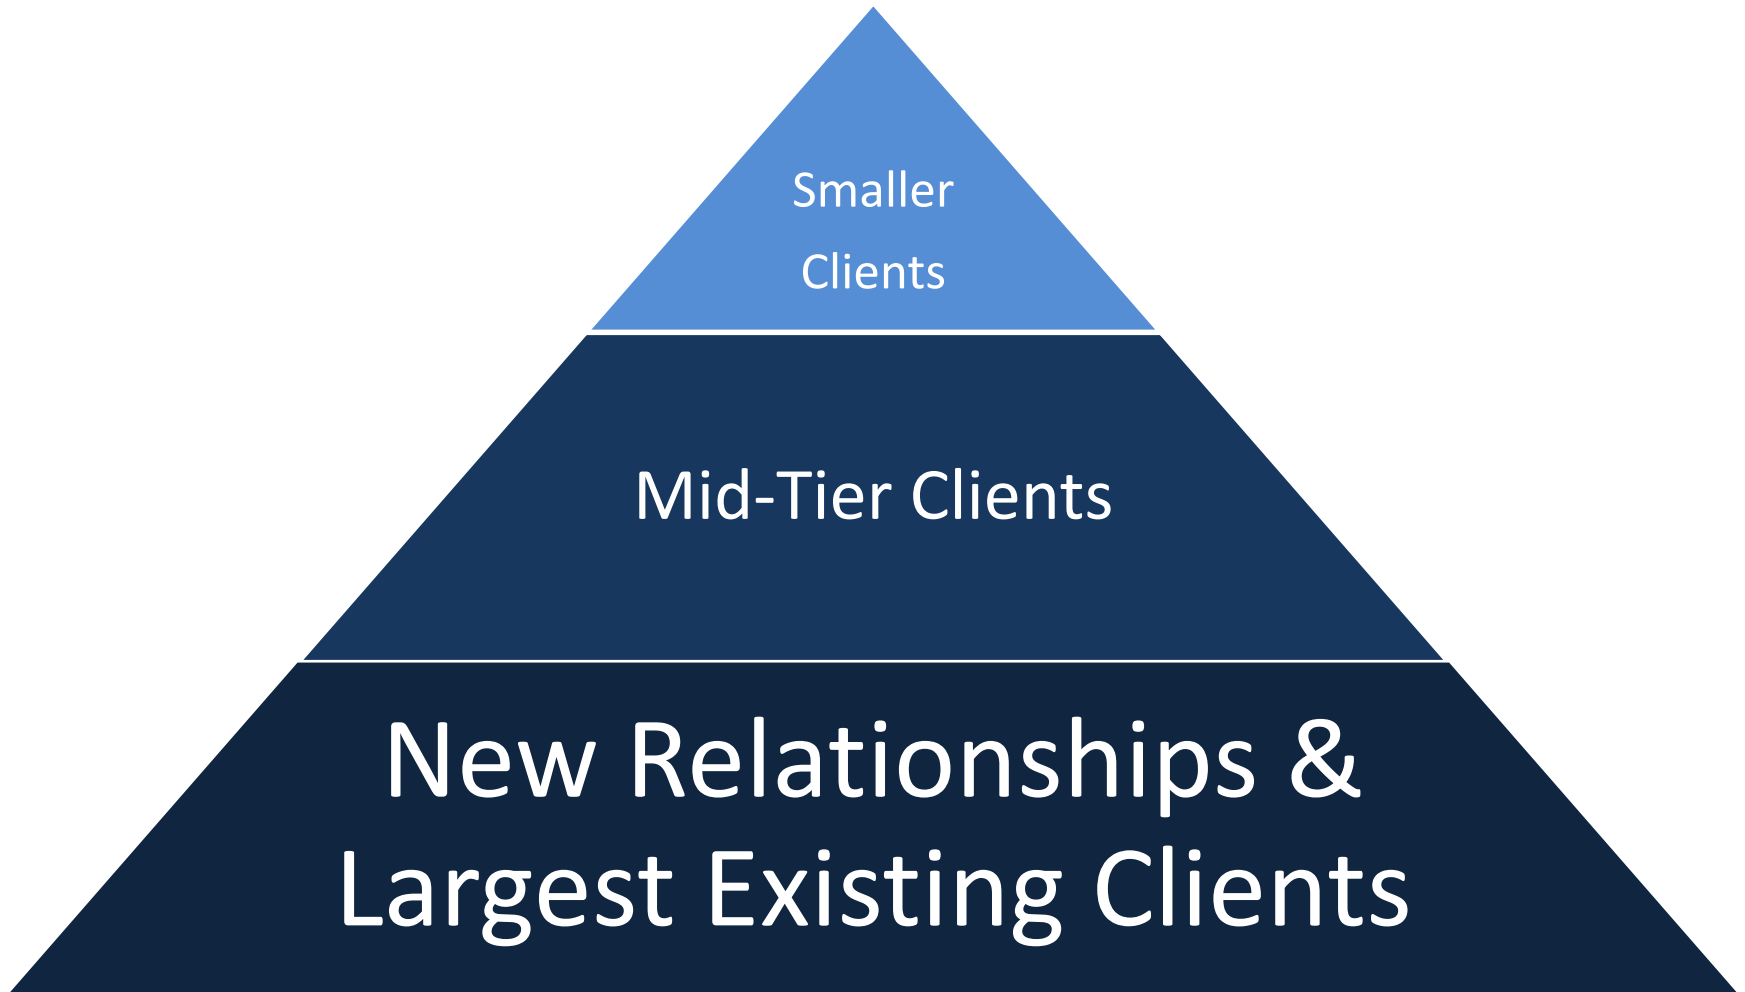 Smaller
Clients
Mid-Tier Clients
New Relationships &
Largest Existing Clients